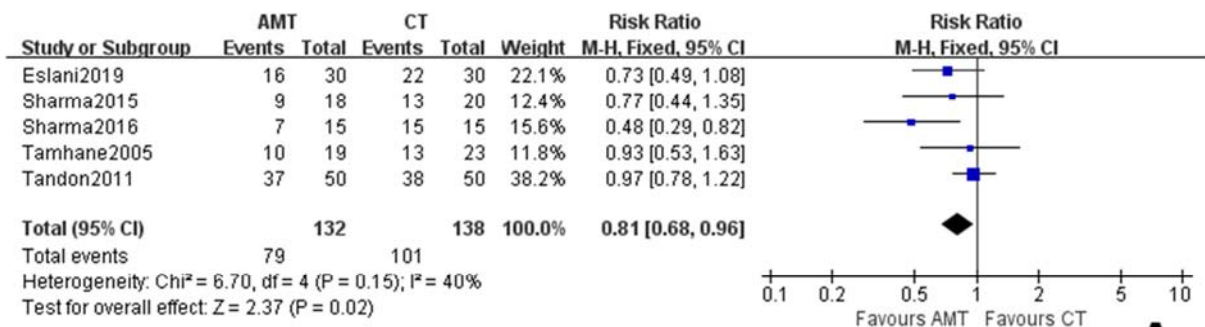 AMT CT Risk Ratio Risk Ratio
Study or Subgroup Events Total Events Total Weight M-H, Fixed, 95% CI M-H, Fixed, 95% CI
Eslani2019 16 30 22 30 22.1% 0.73 [0.49, 1.08]
Sharma2015 9 18 13 20 12.4% 0.77 [0.44, 1.35]
Sharma2016 7 15 15 15 15.6% 0.48 [0.29, 0.82]
Tamhane2005 10 19 13 23 11.8% 0.93 [0.53, 1.63]
Tandon2011 37 50 38 50 38.2% 0.97 [0.78, 1.22]
Total (95% CI) 132 138 100.0% 0.81 [0.68, 0.96]
Total events 79 101
Heterogeneity: Chi² = 6.70, df = 4 (P = 0.15); I² = 40%
Test for overall effect: Z = 2.37 (P = 0.02)
0.1 0.2 0.5 1 2 5 10
Favours AMT Favours CT